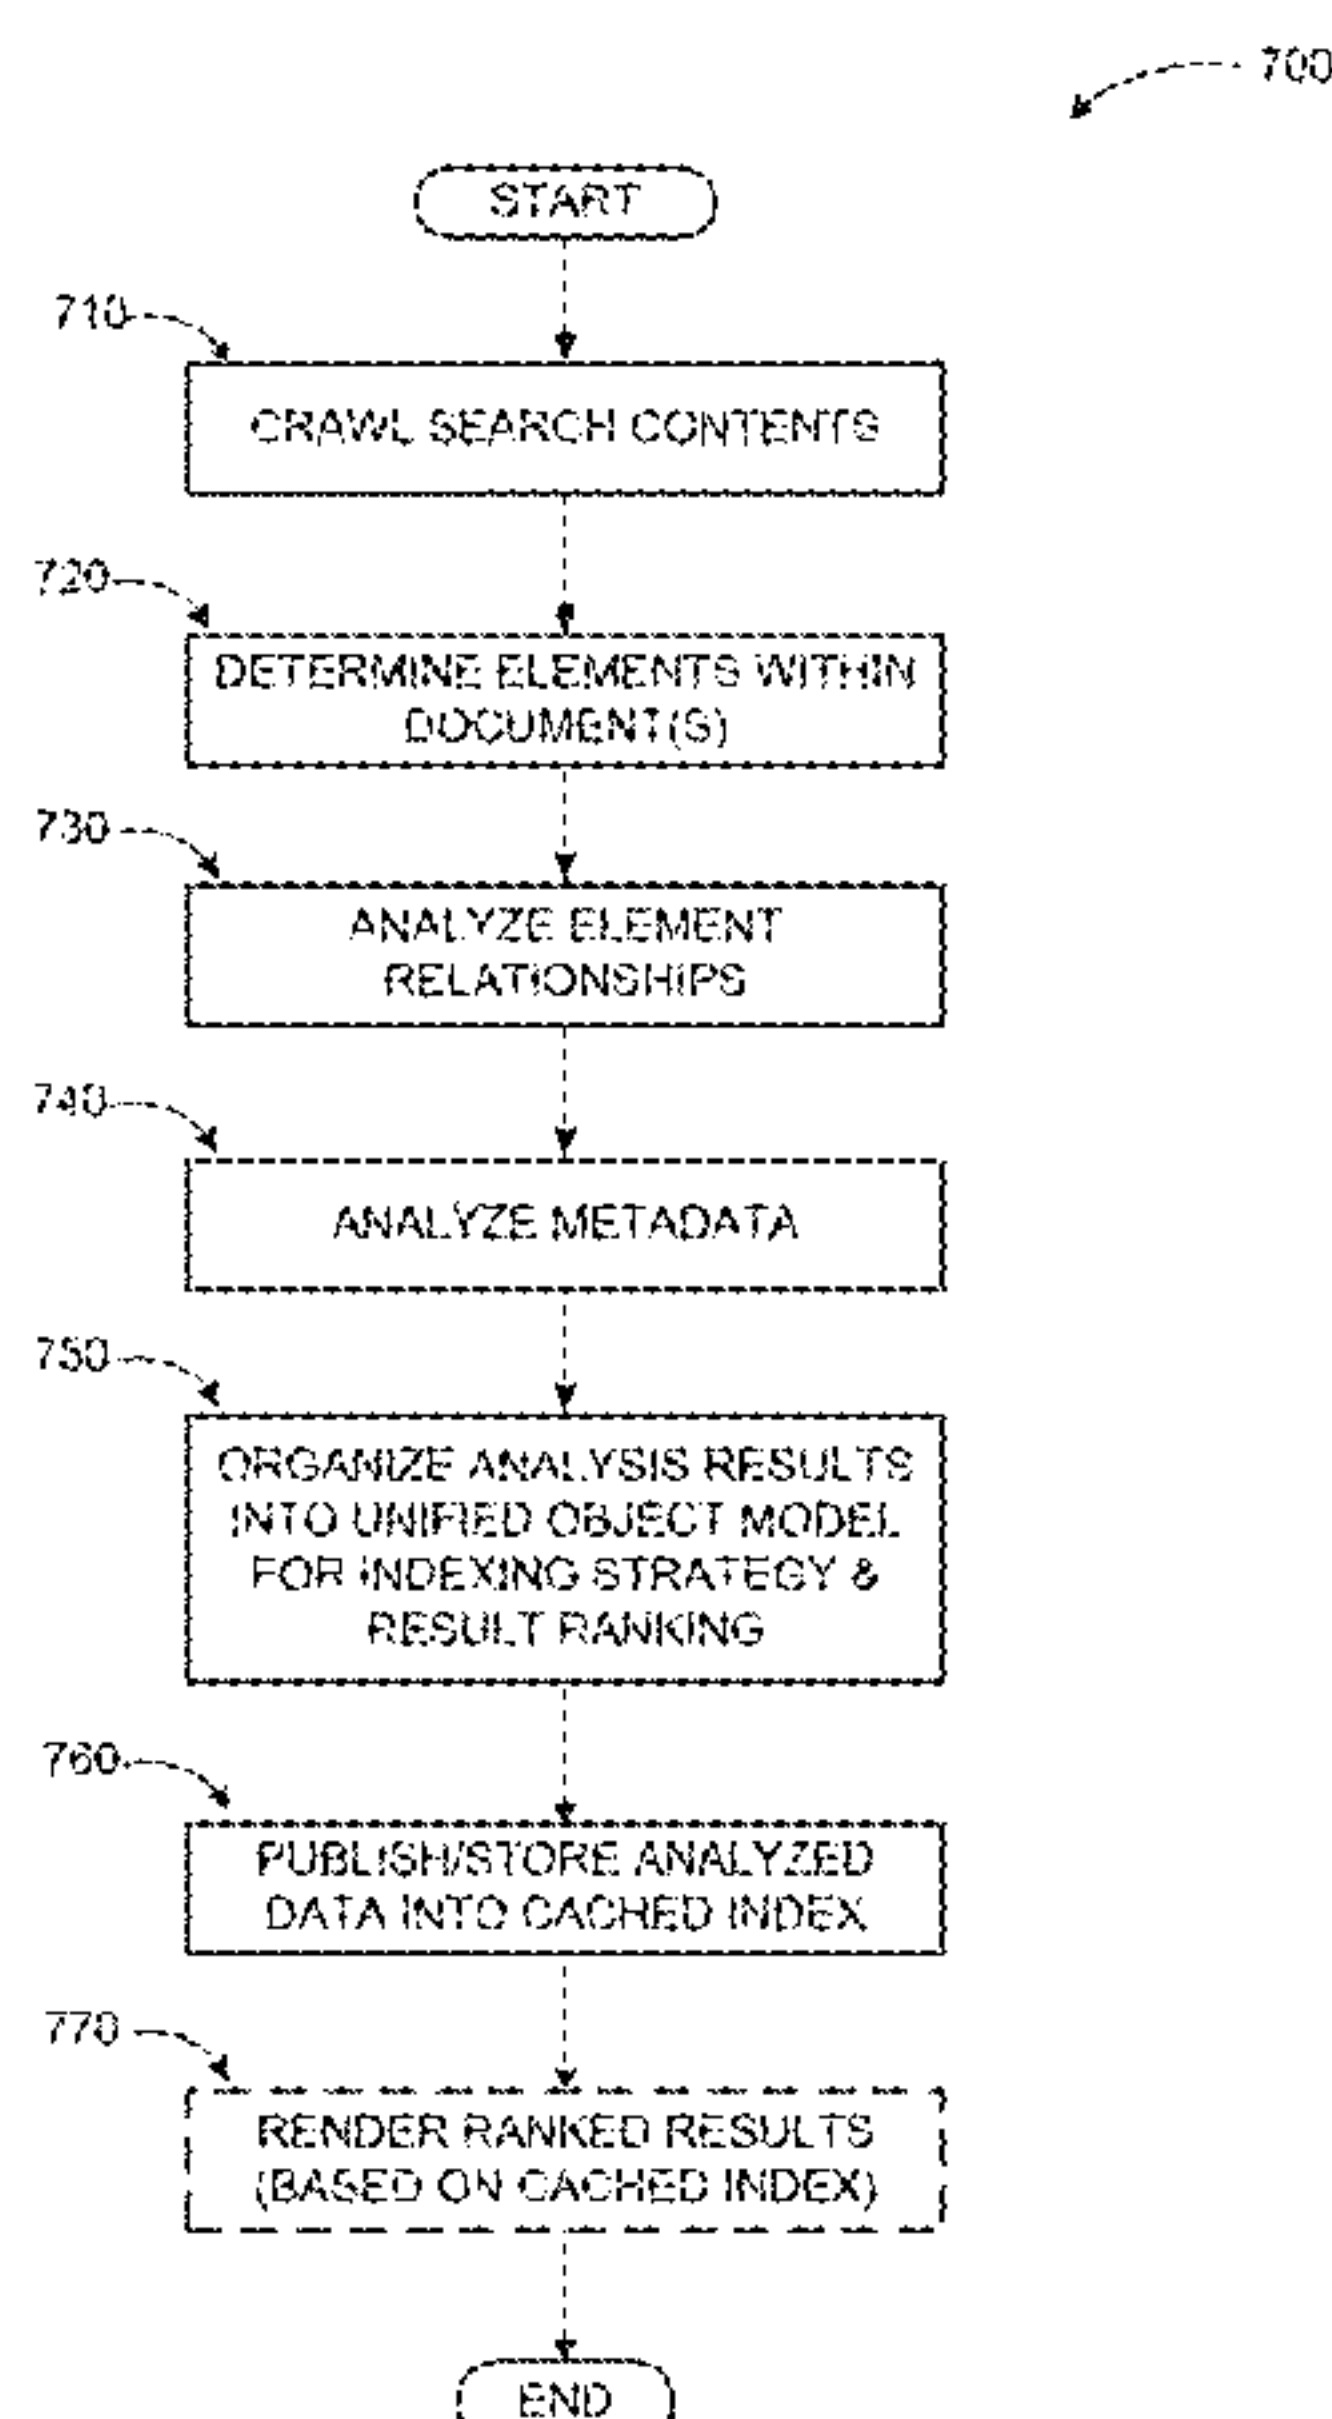 700
START
710
CRAWL SEARCH CONTENTS
720
DETERMINE ELEMENTS WITHIN
DOCUMENT(S)
730
ANALYZE ELEMENT
RELATIONSHIPS
740
ANALYZE METADATA
750
ORGANIZE ANALYSIS RESULTS
INTO UNIFIED OBJECT MODEL
FOR INDEXING STRATEGY &
RESULT RANKING
760
PUBLISH/STORE ANALYZED
DATA INTO CACHED INDEX
770
RENDER RANKED RESULTS
(BASED ON CACHED INDEX)
END